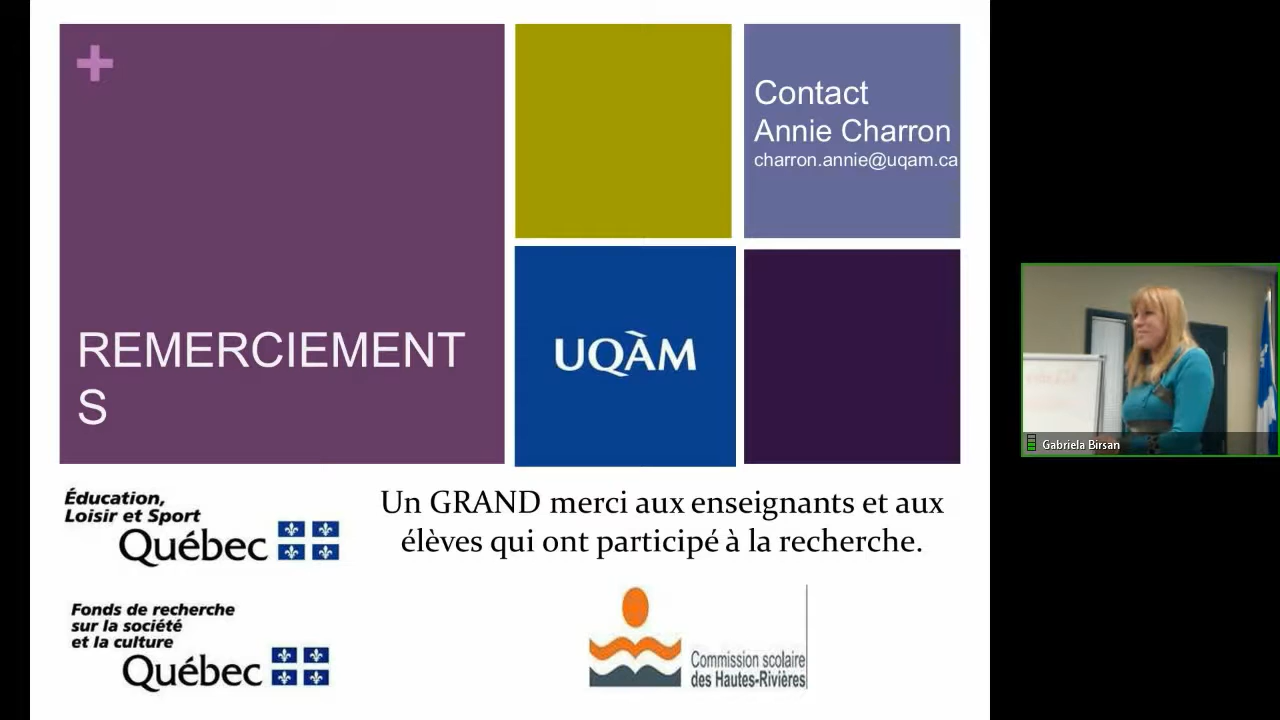 +
REMERCIEMENT
S
Contact
Annie Charron
charron.annie@uqam.ca
UQÀM
Éducation,
Loisir et Sport
Québec
Un GRAND merci aux enseignants et aux
élèves qui ont participé à la recherche.
Fonds de recherche
sur la société
et la culture
Québec
Commission scolaire
des Hautes-Rivières
Gabriela Birsan